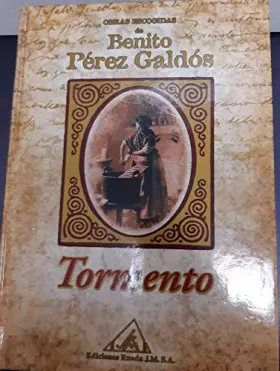 OBRAS ESCOGIDAS
de
Benito
Pérez Galdós
Tormento
Ediciones Rueda J.M. S.A.